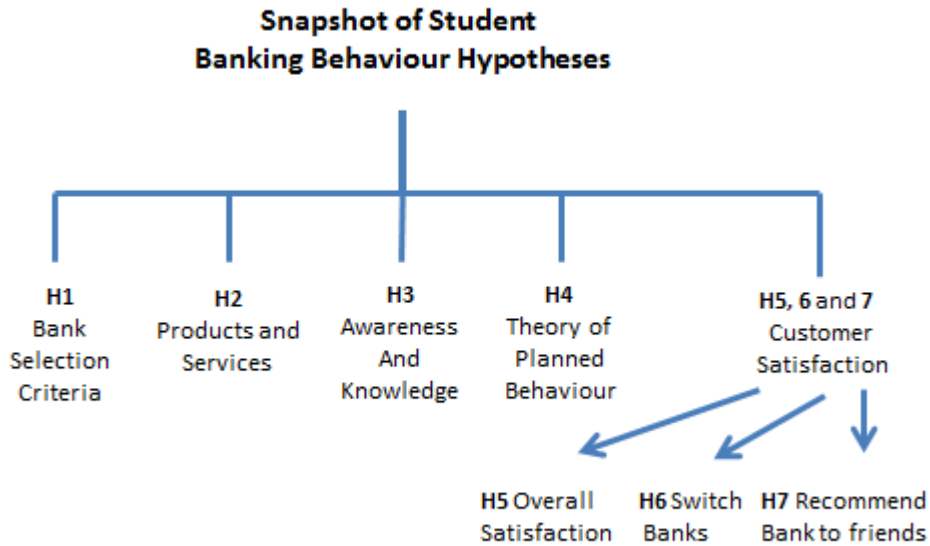 Snapshot of Student
Banking Behaviour Hypotheses
H1
Bank
Selection
Criteria
H2
Products and
Services
H3
Awareness
And
Knowledge
H4
Theory of
Planned
Behaviour
H5, 6 and 7
Customer
Satisfaction
H5 Overall
Satisfaction
H6 Switch
Banks
H7 Recommend
Bank to friends